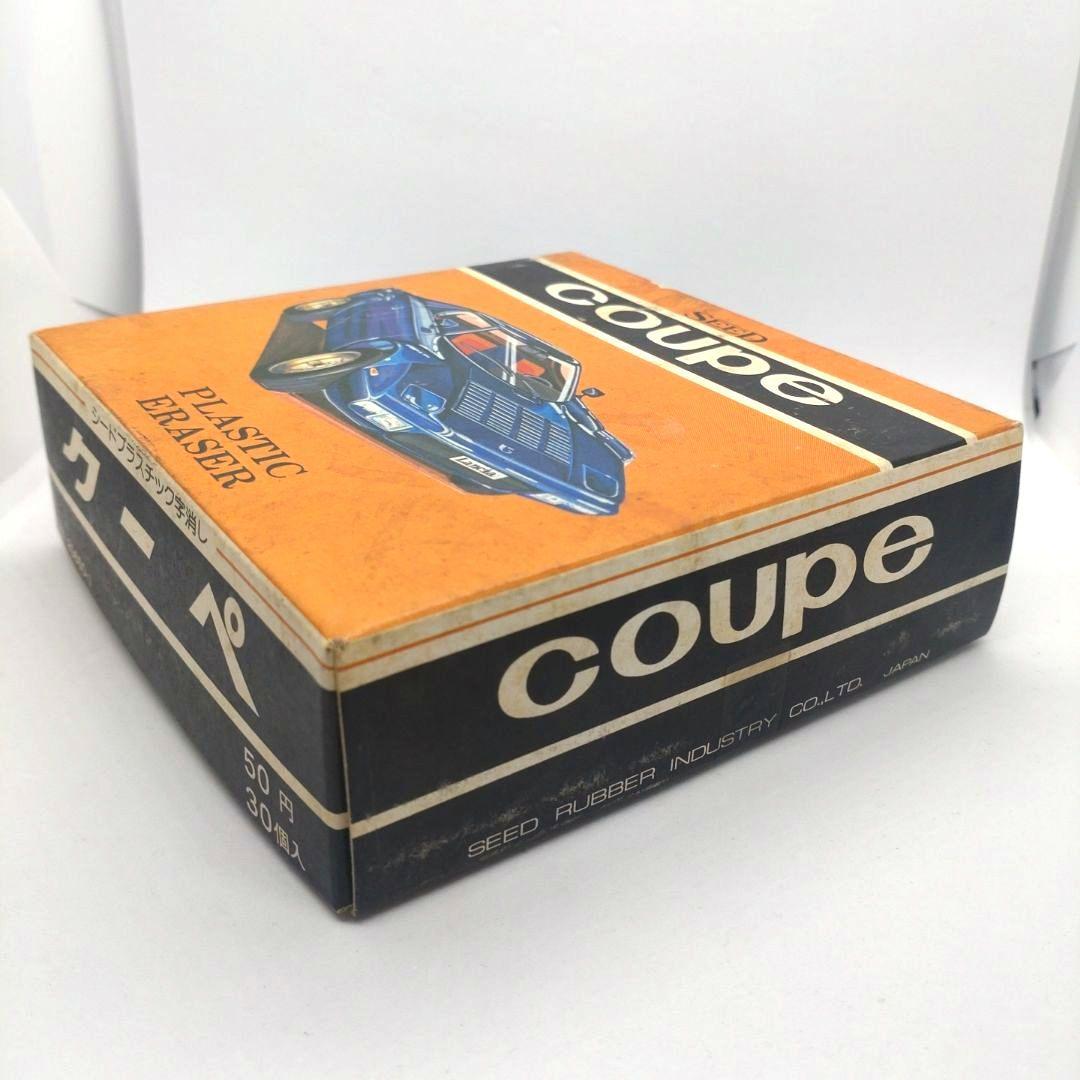 SEED
coupe
PLASTIC
ERASER
シードプラスチック字消し
クーペ
50円
30個入
coupe
SEED RUBBER INDUSTRY CO.,LTD. JAPAN